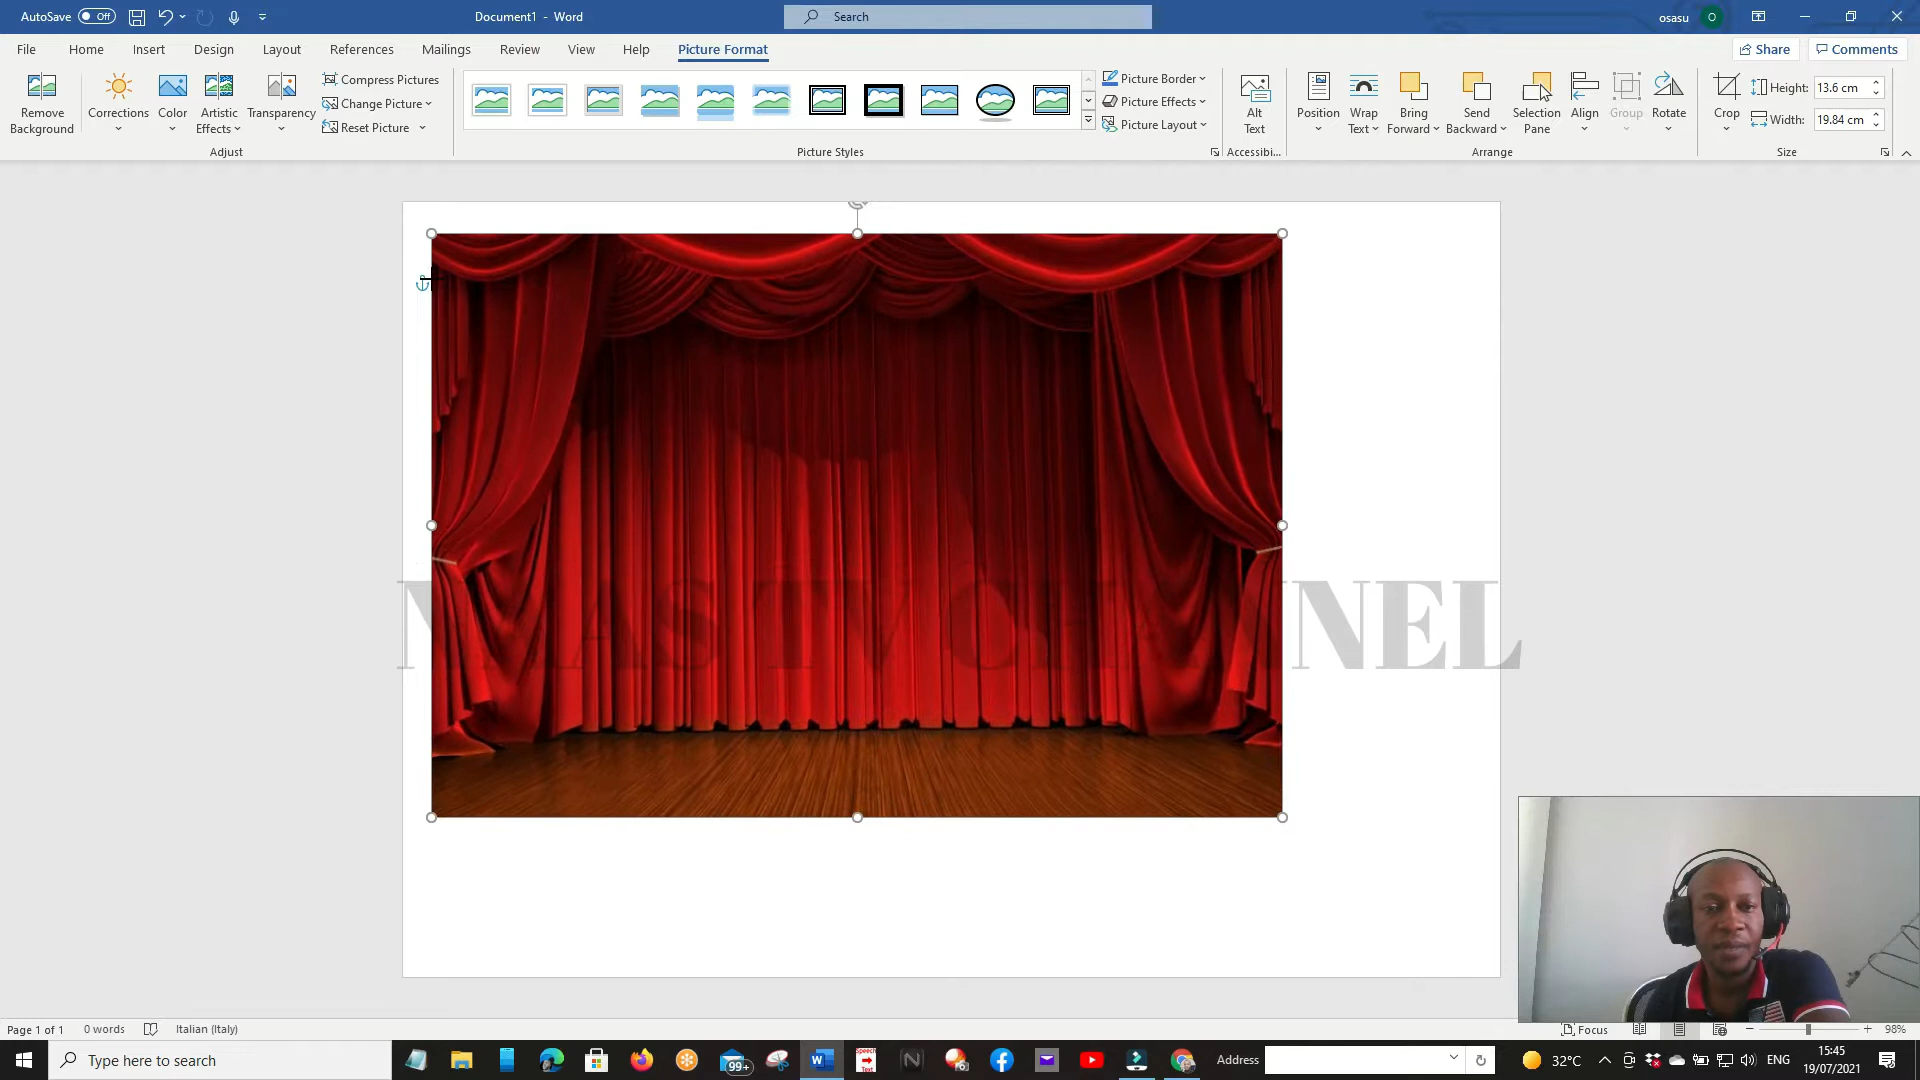 AutoSave Off
Document1 - Word
Search
osasu
O
File
Home
Insert
Design
Layout
References
Mailings
Review
View
Help
Picture Format
Share
Comments
Remove Background
Corrections
Color
Artistic Effects
Transparency
Compress Pictures
Change Picture
Reset Picture
Adjust
Picture Border
Picture Effects
Picture Layout
Picture Styles
Alt Text
Accessibi...
Position
Wrap Text
Bring Forward
Send Backward
Selection Pane
Align
Group
Rotate
Arrange
Crop
Height: 13.6 cm
Width: 19.84 cm
Size
NEL
Page 1 of 1
0 words
Italian (Italy)
Focus
98%
Type here to search
99+
Speech
Text
Address
32°C
ENG
15:45
19/07/2021